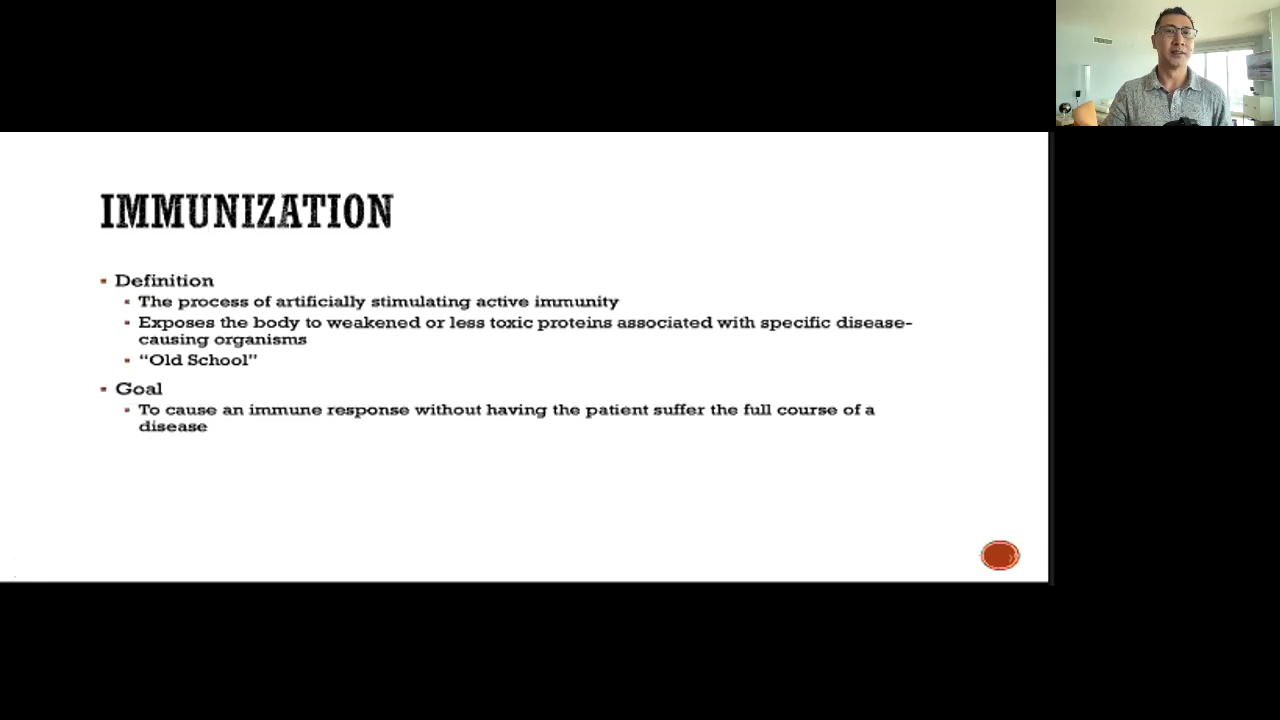 IMMUNIZATION
Definition
The process of artificially stimulating active immunity
Exposes the body to weakened or less toxic proteins associated with specific disease-
causing organisms
“Old School”
Goal
To cause an immune response without having the patient suffer the full course of a
disease